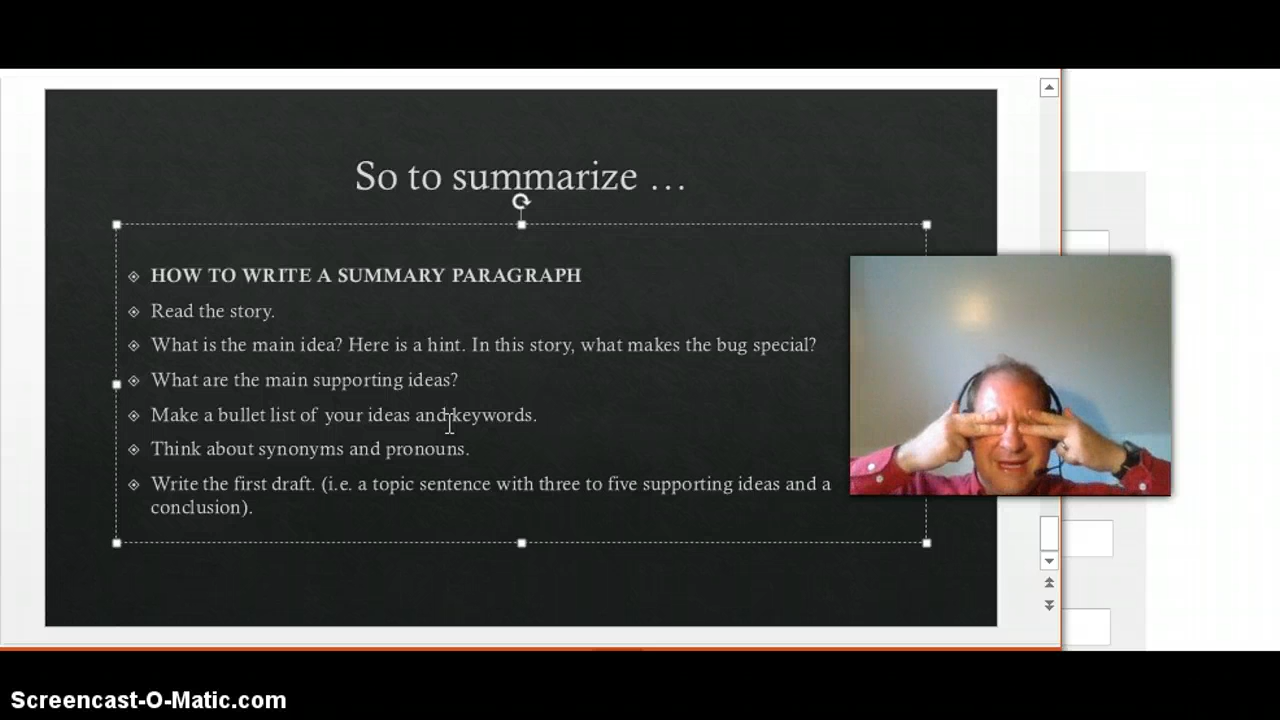 So to summarize …
HOW TO WRITE A SUMMARY PARAGRAPH
Read the story.
What is the main idea? Here is a hint. In this story, what makes the bug special?
What are the main supporting ideas?
Make a bullet list of your ideas and keywords.
Think about synonyms and pronouns.
Write the first draft. (i.e. a topic sentence with three to five supporting ideas and a
conclusion).
Screencast-O-Matic.com